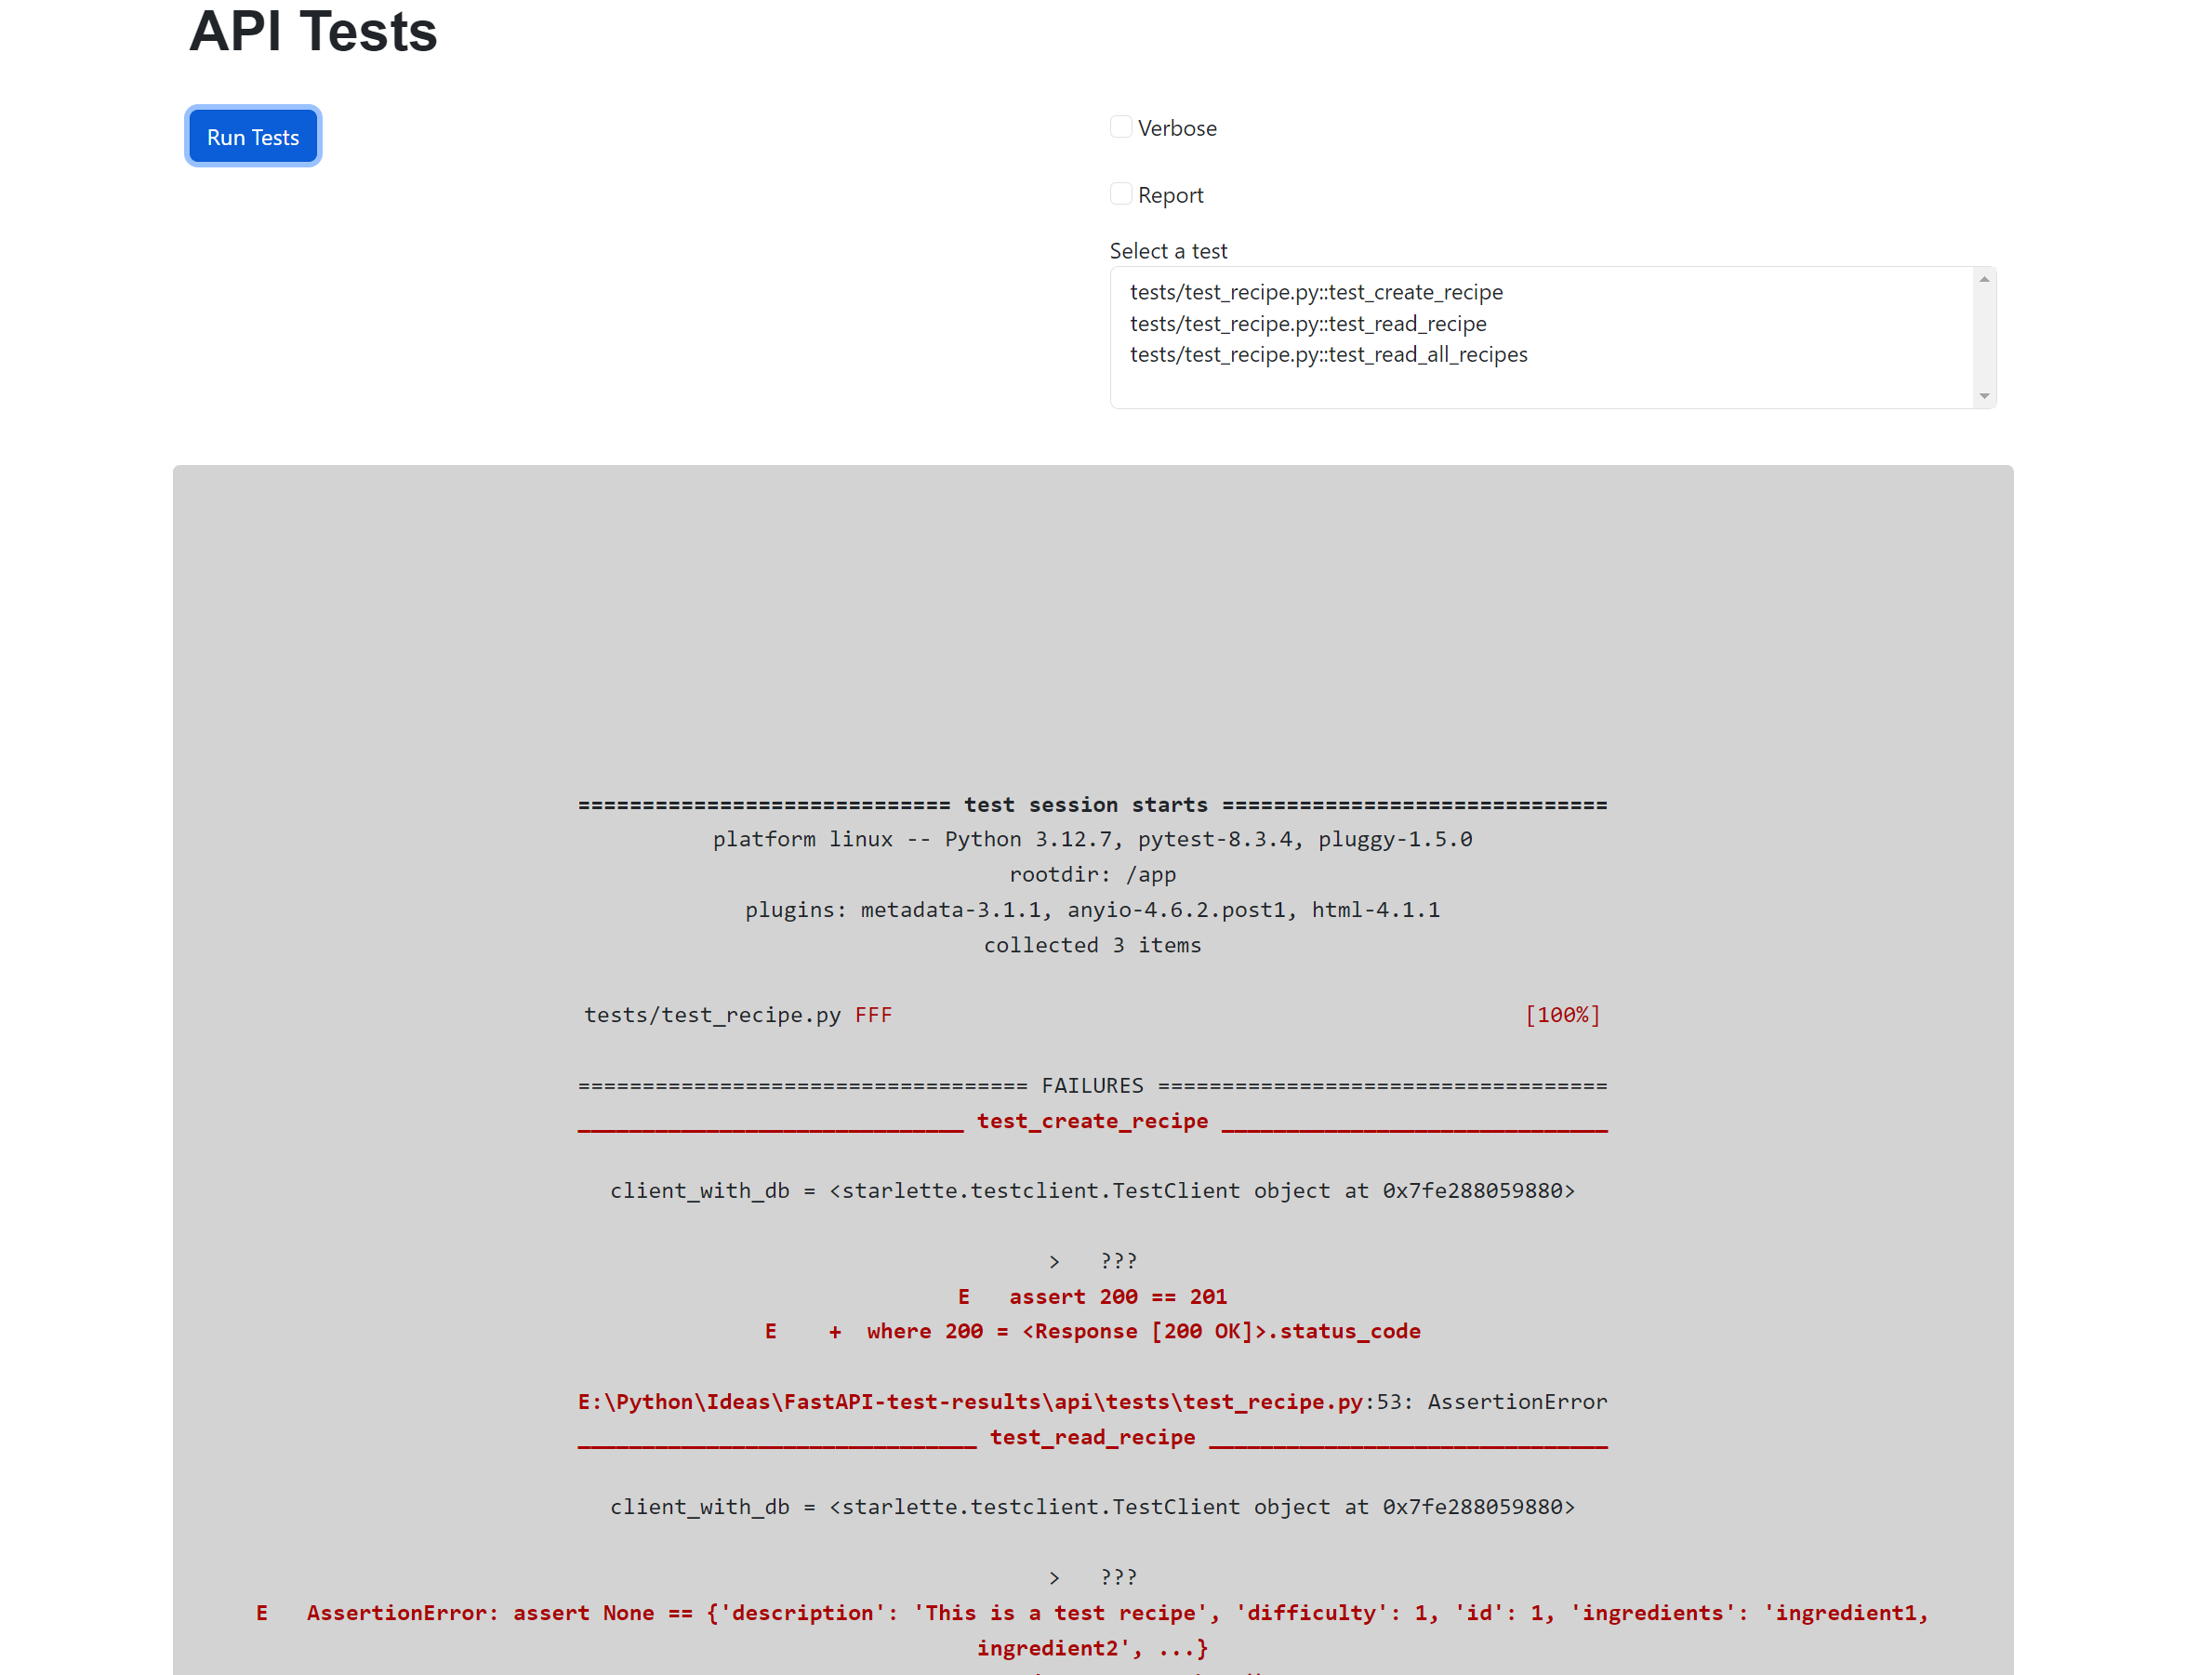 API Tests
Run Tests
Verbose
Report
Select a test
tests/test_recipe.py::test_create_recipe
tests/test_recipe.py::test_read_recipe
tests/test_recipe.py::test_read_all_recipes
============================= test session starts ==============================
platform linux -- Python 3.12.7, pytest-8.3.4, pluggy-1.5.0
rootdir: /app
plugins: metadata-3.1.1, anyio-4.6.2.post1, html-4.1.1
collected 3 items
tests/test_recipe.py FFF [100%]
=================================== FAILURES ===================================
______________________________ test_create_recipe ______________________________
client_with_db = <starlette.testclient.TestClient object at 0x7fe288059880>
> ???
E assert 200 == 201
E + where 200 = <Response [200 OK]>.status_code
E:\Python\Ideas\FastAPI-test-results\api\tests\test_recipe.py:53: AssertionError
_______________________________ test_read_recipe _______________________________
client_with_db = <starlette.testclient.TestClient object at 0x7fe288059880>
> ???
E AssertionError: assert None == {'description': 'This is a test recipe', 'difficulty': 1, 'id': 1, 'ingredients': 'ingredient1,
ingredient2', ...}